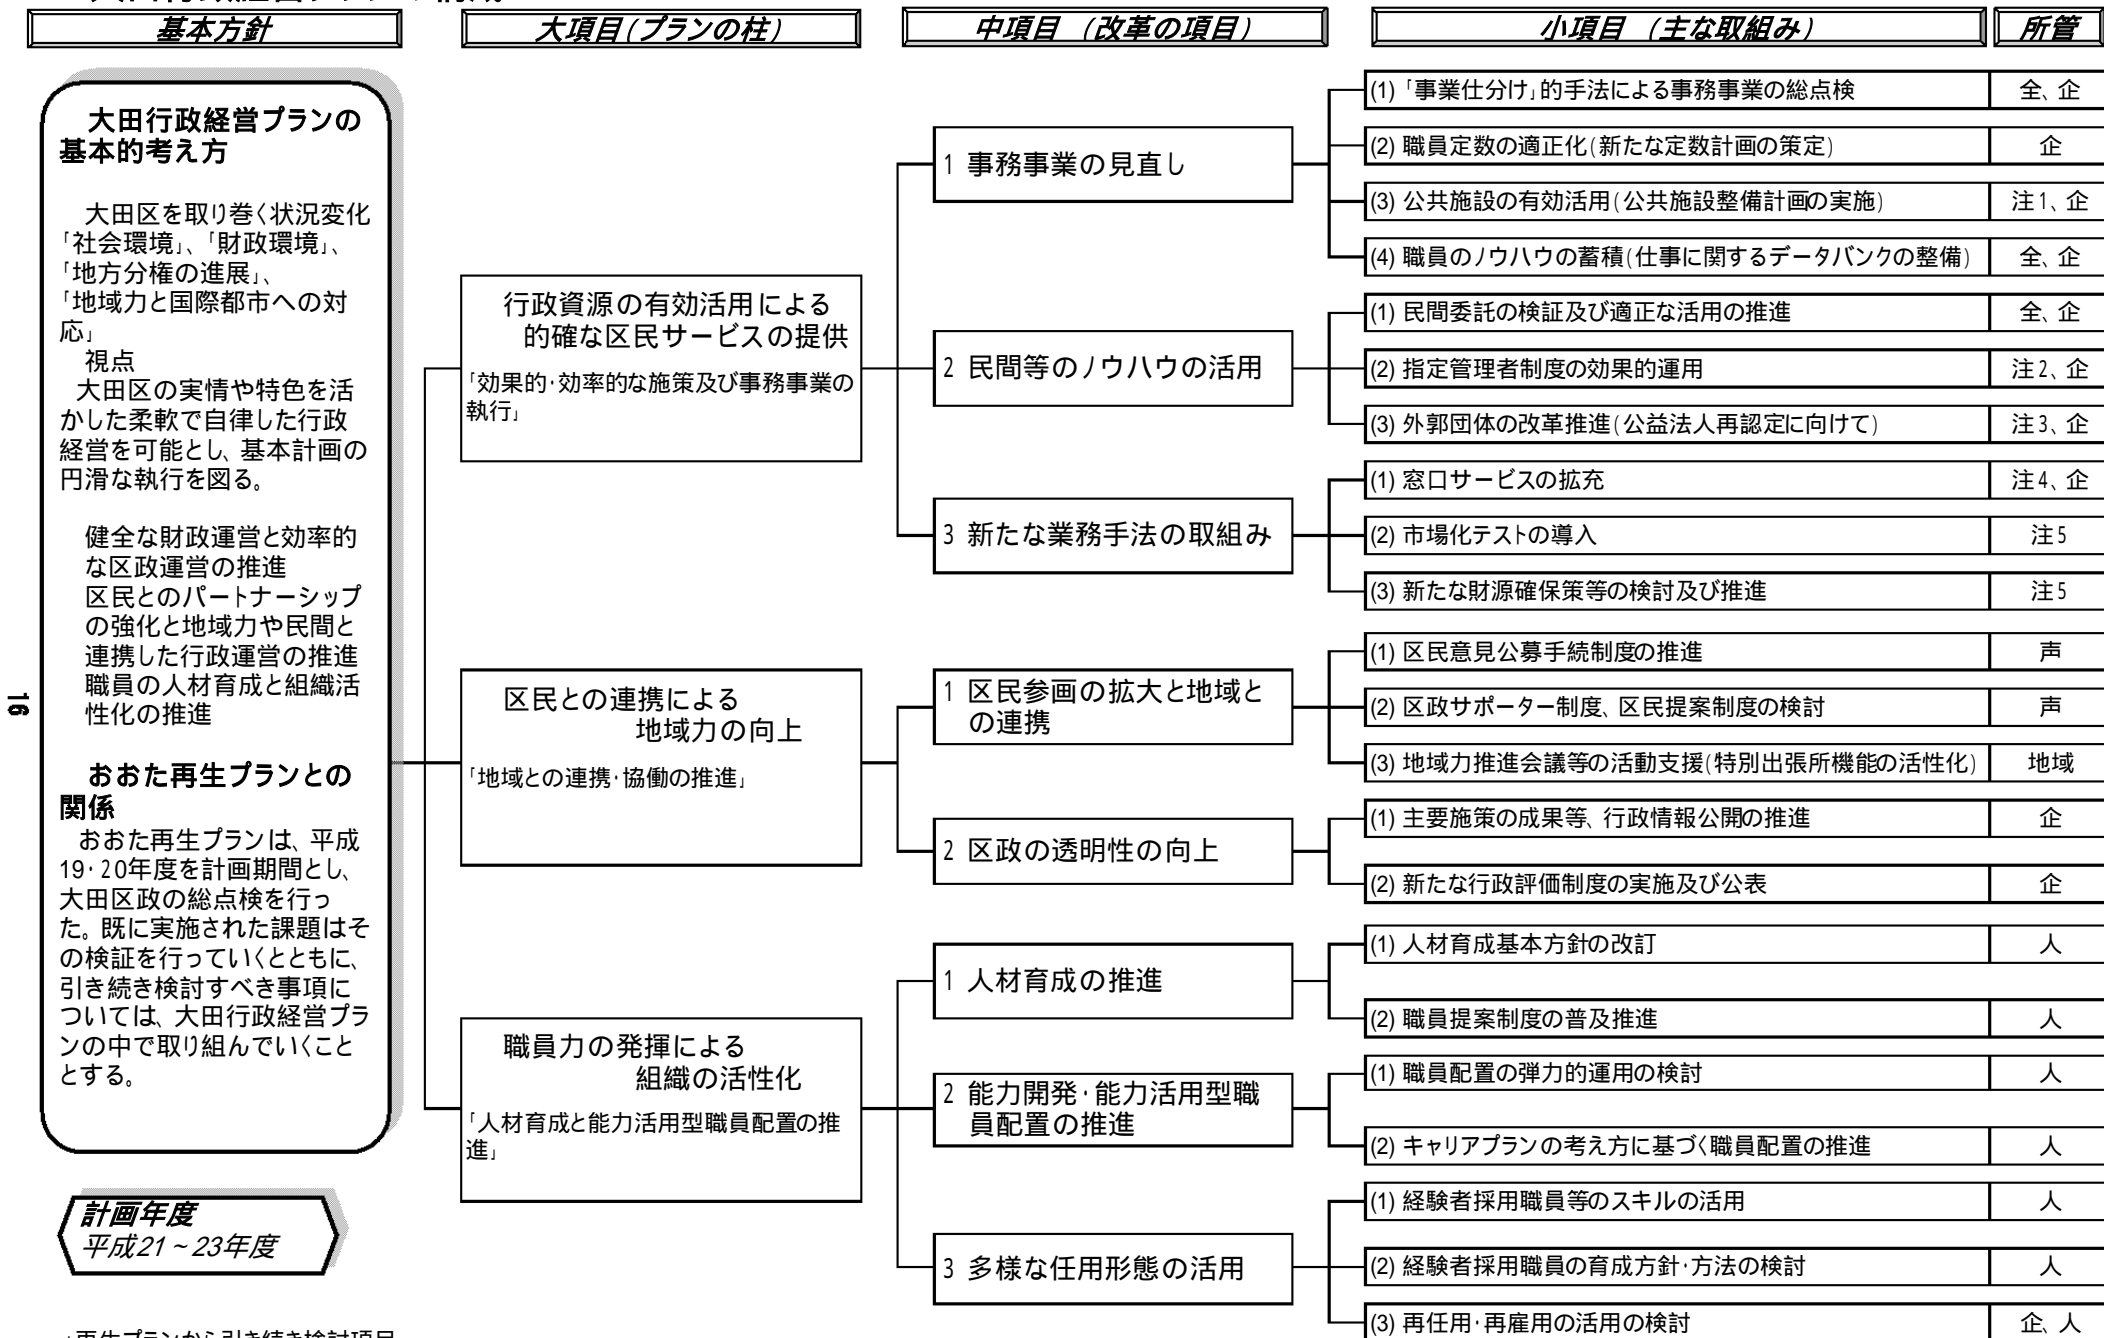 基本方針
大項目(プランの柱)
中項目 (改革の項目)
小項目 (主な取組み)
所管
大田行政経営プランの
基本的考え方
大田区を取り巻く状況変化
「社会環境」、「財政環境」、
「地方分権の進展」、
「地域力と国際都市への対
応」
視点
大田区の実情や特色を活
かした柔軟で自律した行政
経営を可能とし、基本計画の
円滑な執行を図る。
健全な財政運営と効率的
な区政運営の推進
区民とのパートナーシップ
の強化と地域力や民間と
連携した行政運営の推進
職員の人材育成と組織活
性化の推進
おおた再生プランとの
関係
おおた再生プランは、平成
19・20年度を計画期間とし、
大田区政の総点検を行っ
た。既に実施された課題はそ
の検証を行っていくとともに、
引き続き検討すべき事項に
ついては、大田行政経営プラ
ンの中で取り組んでいくこと
とする。
計画年度
平成21~23年度
16
行政資源の有効活用による
的確な区民サービスの提供
「効果的・効率的な施策及び事務事業の
執行」
1 事務事業の見直し
(1) 「事業仕分け」的手法による事務事業の総点検 全、企
(2) 職員定数の適正化(新たな定数計画の策定) 企
(3) 公共施設の有効活用(公共施設整備計画の実施) 注1、企
(4) 職員のノウハウの蓄積(仕事に関するデータバンクの整備) 全、企
2 民間等のノウハウの活用
(1) 民間委託の検証及び適正な活用の推進 全、企
(2) 指定管理者制度の効果的運用 注2、企
(3) 外郭団体の改革推進(公益法人再認定に向けて) 注3、企
3 新たな業務手法の取組み
(1) 窓口サービスの拡充 注4、企
(2) 市場化テストの導入 注5
(3) 新たな財源確保策等の検討及び推進 注5
区民との連携による
地域力の向上
「地域との連携・協働の推進」
1 区民参画の拡大と地域と
の連携
(1) 区民意見公募手続制度の推進 声
(2) 区政サポーター制度、区民提案制度の検討 声
(3) 地域力推進会議等の活動支援(特別出張所機能の活性化) 地域
2 区政の透明性の向上
(1) 主要施策の成果等、行政情報公開の推進 企
(2) 新たな行政評価制度の実施及び公表 企
職員力の発揮による
組織の活性化
「人材育成と能力活用型職員配置の推
進」
1 人材育成の推進
(1) 人材育成基本方針の改訂 人
(2) 職員提案制度の普及推進 人
2 能力開発・能力活用型職
員配置の推進
(1) 職員配置の弾力的運用の検討 人
(2) キャリアプランの考え方に基づく職員配置の推進 人
3 多様な任用形態の活用
(1) 経験者採用職員等のスキルの活用 人
(2) 経験者採用職員の育成方針・方法の検討 人
(3) 再任用・再雇用の活用の検討 企、人